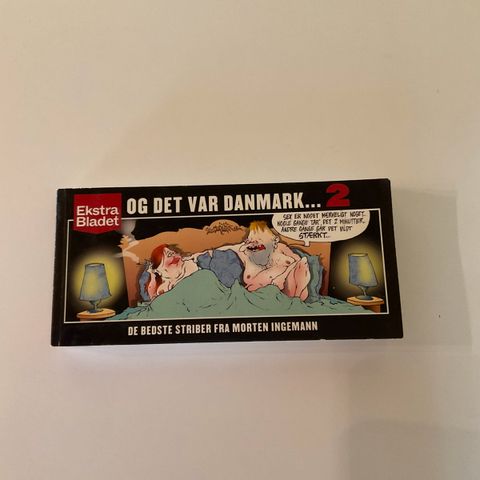 Ekstra
Bladet
OG DET VAR DANMARK... 2
SEX ER NOGET MÆRKELIGT NOGET.
NOGLE GANGE TAR' DET 2 MINUTTER,
ANDRE GANGE GÅR DET VILDT
STÆRKT...
DE BEDSTE STRIBER FRA MORTEN INGEMANN